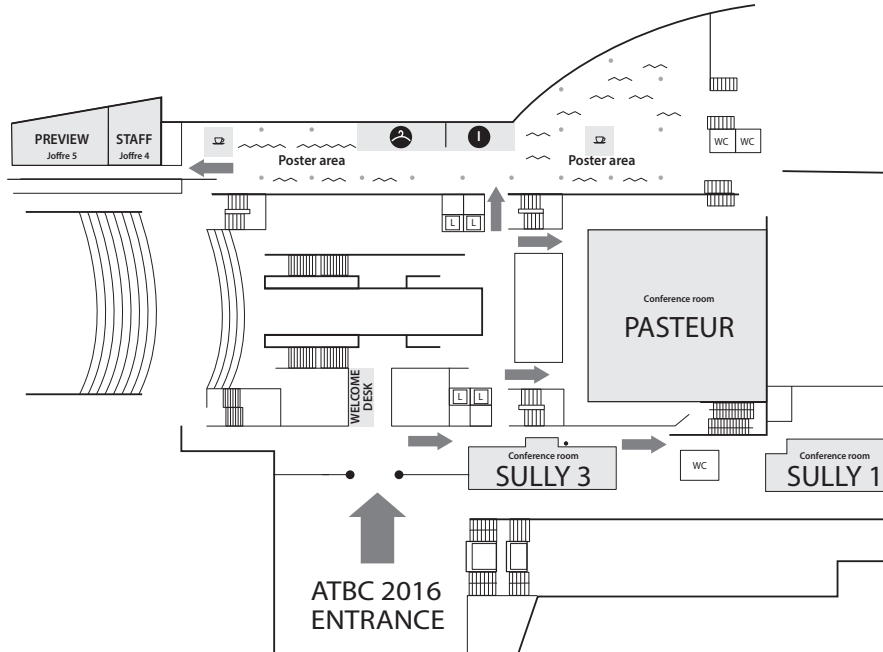 PREVIEW
Joffre 5
STAFF
Joffre 4
I
Poster area
Poster area
WC
WC
L
L
Conference room
PASTEUR
WELCOME
DESK
L
L
Conference room
SULLY 3
WC
Conference room
SULLY 1
ATBC 2016
ENTRANCE